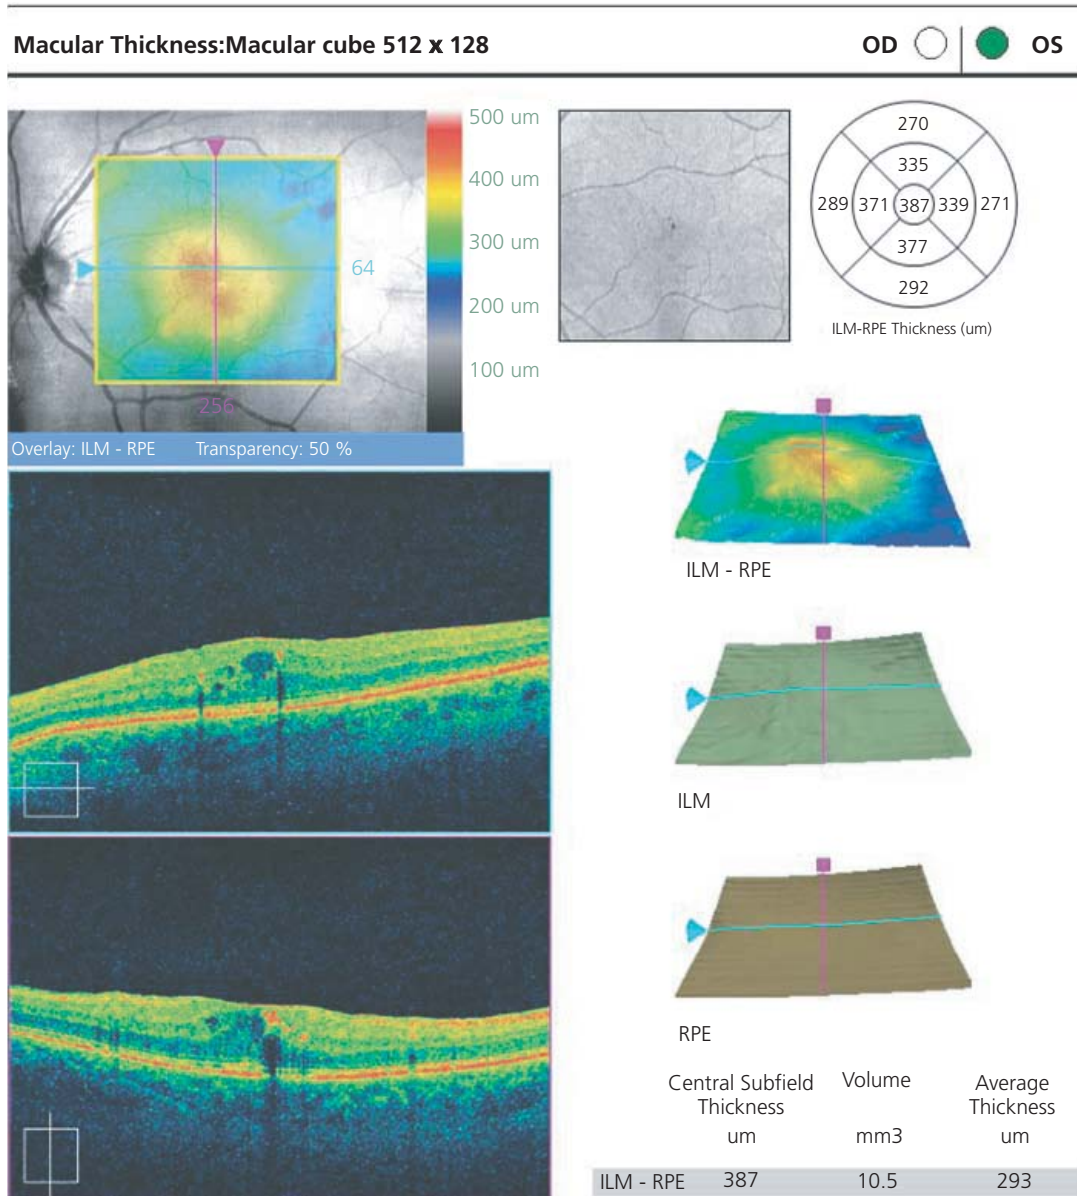 Macular Thickness:Macular cube 512 x 128
OD
OS
500 um
400 um
300 um
200 um
100 um
64
256
Overlay: ILM - RPE Transparency: 50 %
270
335
289 371 387 339 271
377
292
ILM-RPE Thickness (um)
ILM - RPE
ILM
RPE
Central Subfield Volume Average
Thickness Thickness
um mm3 um
ILM - RPE 387 10.5 293